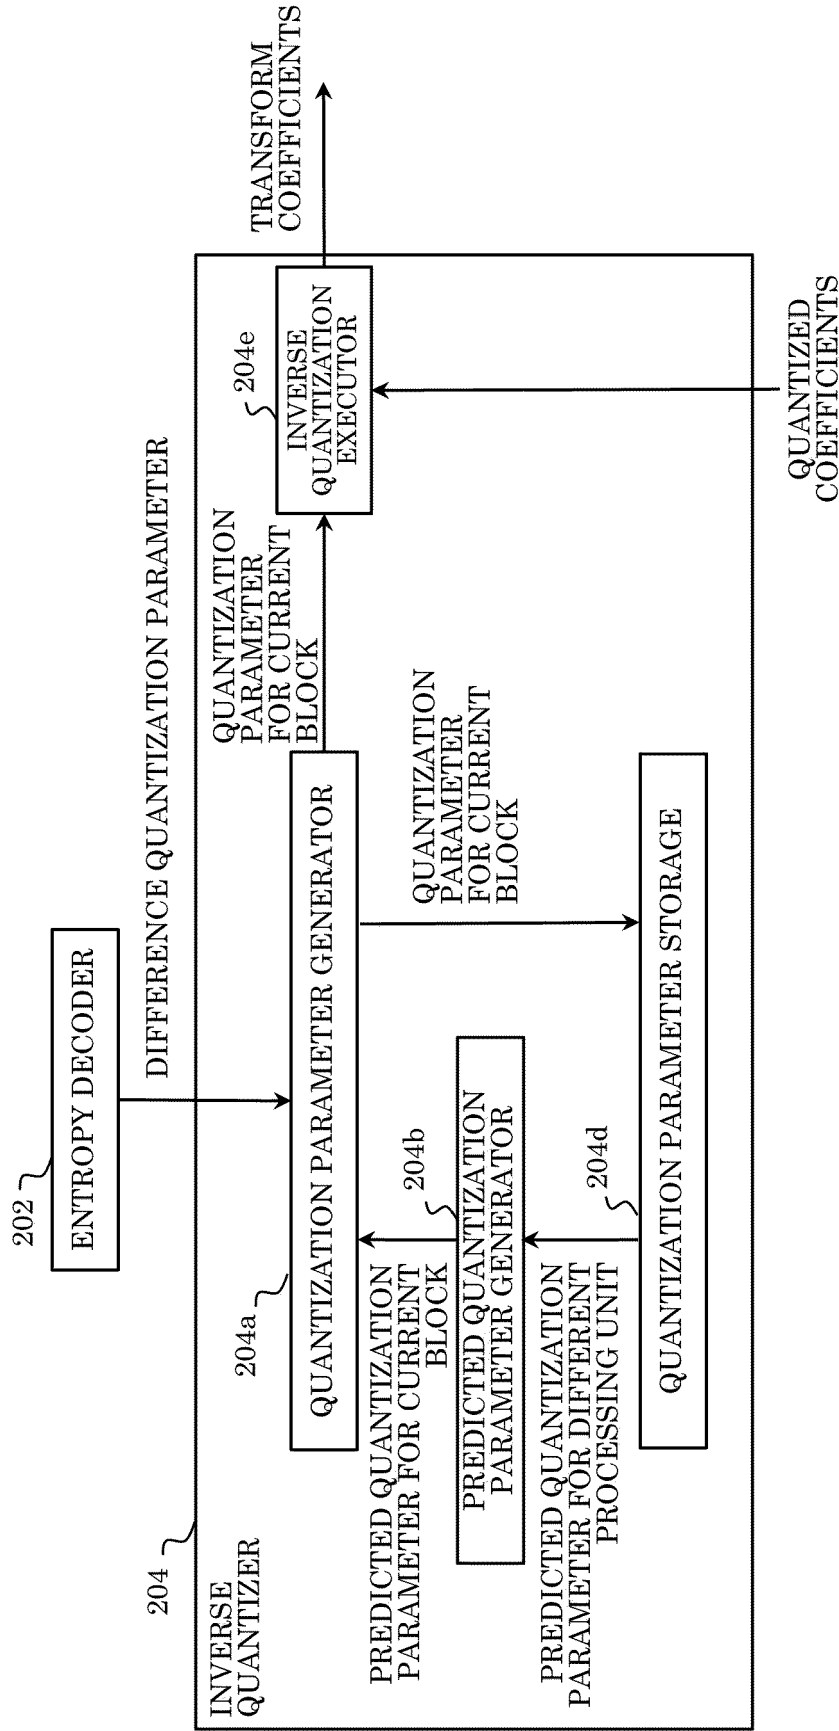 202
ENTROPY DECODER
DIFFERENCE QUANTIZATION PARAMETER
204
INVERSE
QUANTIZER
204a
QUANTIZATION PARAMETER GENERATOR
QUANTIZATION
PARAMETER
FOR CURRENT
BLOCK
204e
INVERSE
QUANTIZATION
EXECUTOR
TRANSFORM
COEFFICIENTS
PREDICTED QUANTIZATION
PARAMETER FOR CURRENT
BLOCK
204b
PREDICTED QUANTIZATION
PARAMETER GENERATOR
QUANTIZATION
PARAMETER
FOR CURRENT
BLOCK
PREDICTED QUANTIZATION
PARAMETER FOR DIFFERENT
PROCESSING UNIT
204d
QUANTIZATION PARAMETER STORAGE
QUANTIZED
COEFFICIENTS